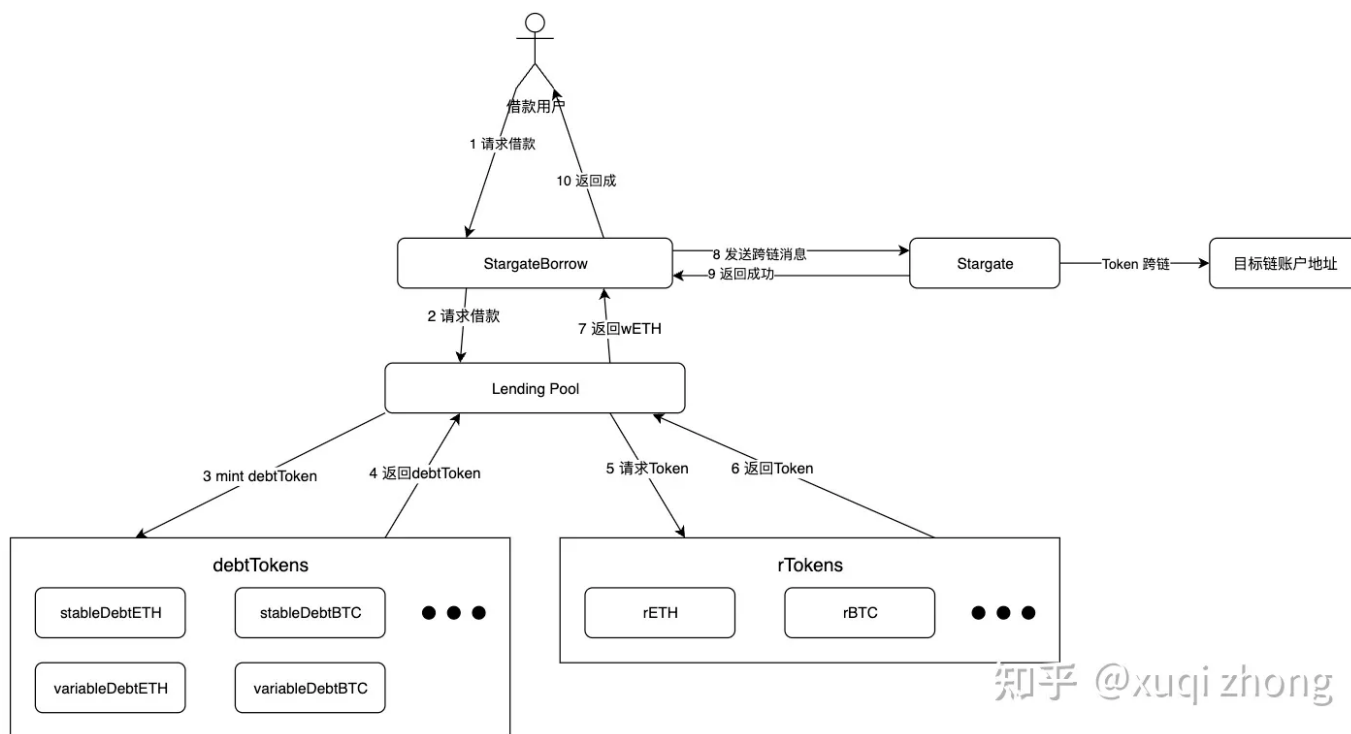 借款用户
1 请求借款
10 返回成
StargateBorrow
8 发送跨链消息
9 返回成功
Stargate
Token 跨链
目标链账户地址
2 请求借款
7 返回wETH
Lending Pool
3 mint debtToken
4 返回debtToken
5 请求Token
6 返回Token
debtTokens
stableDebtETH
stableDebtBTC
variableDebtETH
variableDebtBTC
rTokens
rETH
rBTC
知乎 @xuqi zhong